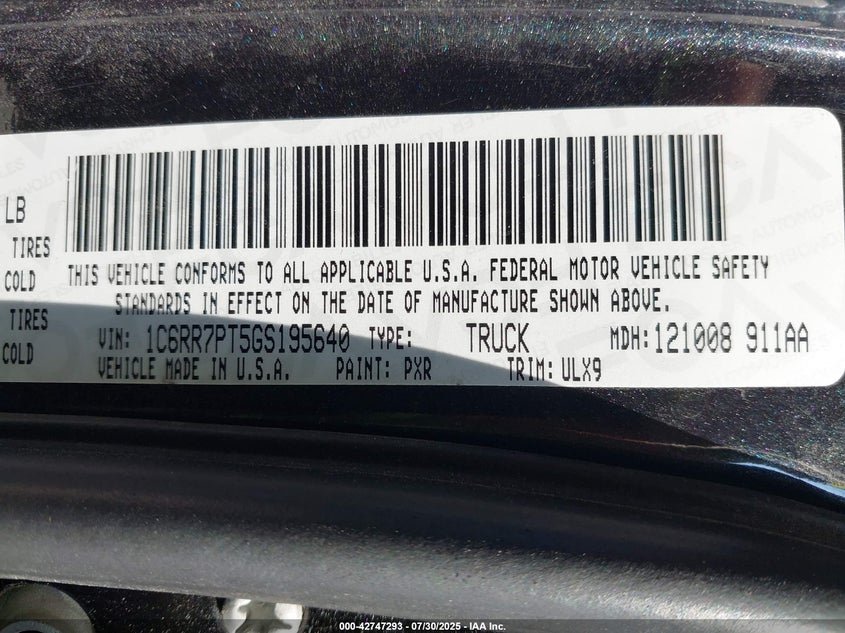 LB
TIRES
COLD
THIS VEHICLE CONFORMS TO ALL APPLICABLE U.S.A. FEDERAL MOTOR VEHICLE SAFETY
STANDARDS IN EFFECT ON THE DATE OF MANUFACTURE SHOWN ABOVE.
TIRES
VIN: 1C6RR7PT5GS195640 TYPE: TRUCK MDH: 121008 911AA
COLD
VEHICLE MADE IN U.S.A. PAINT: PXR TRIM: ULX9
000-42747293 - 07/30/2025 - IAA Inc.